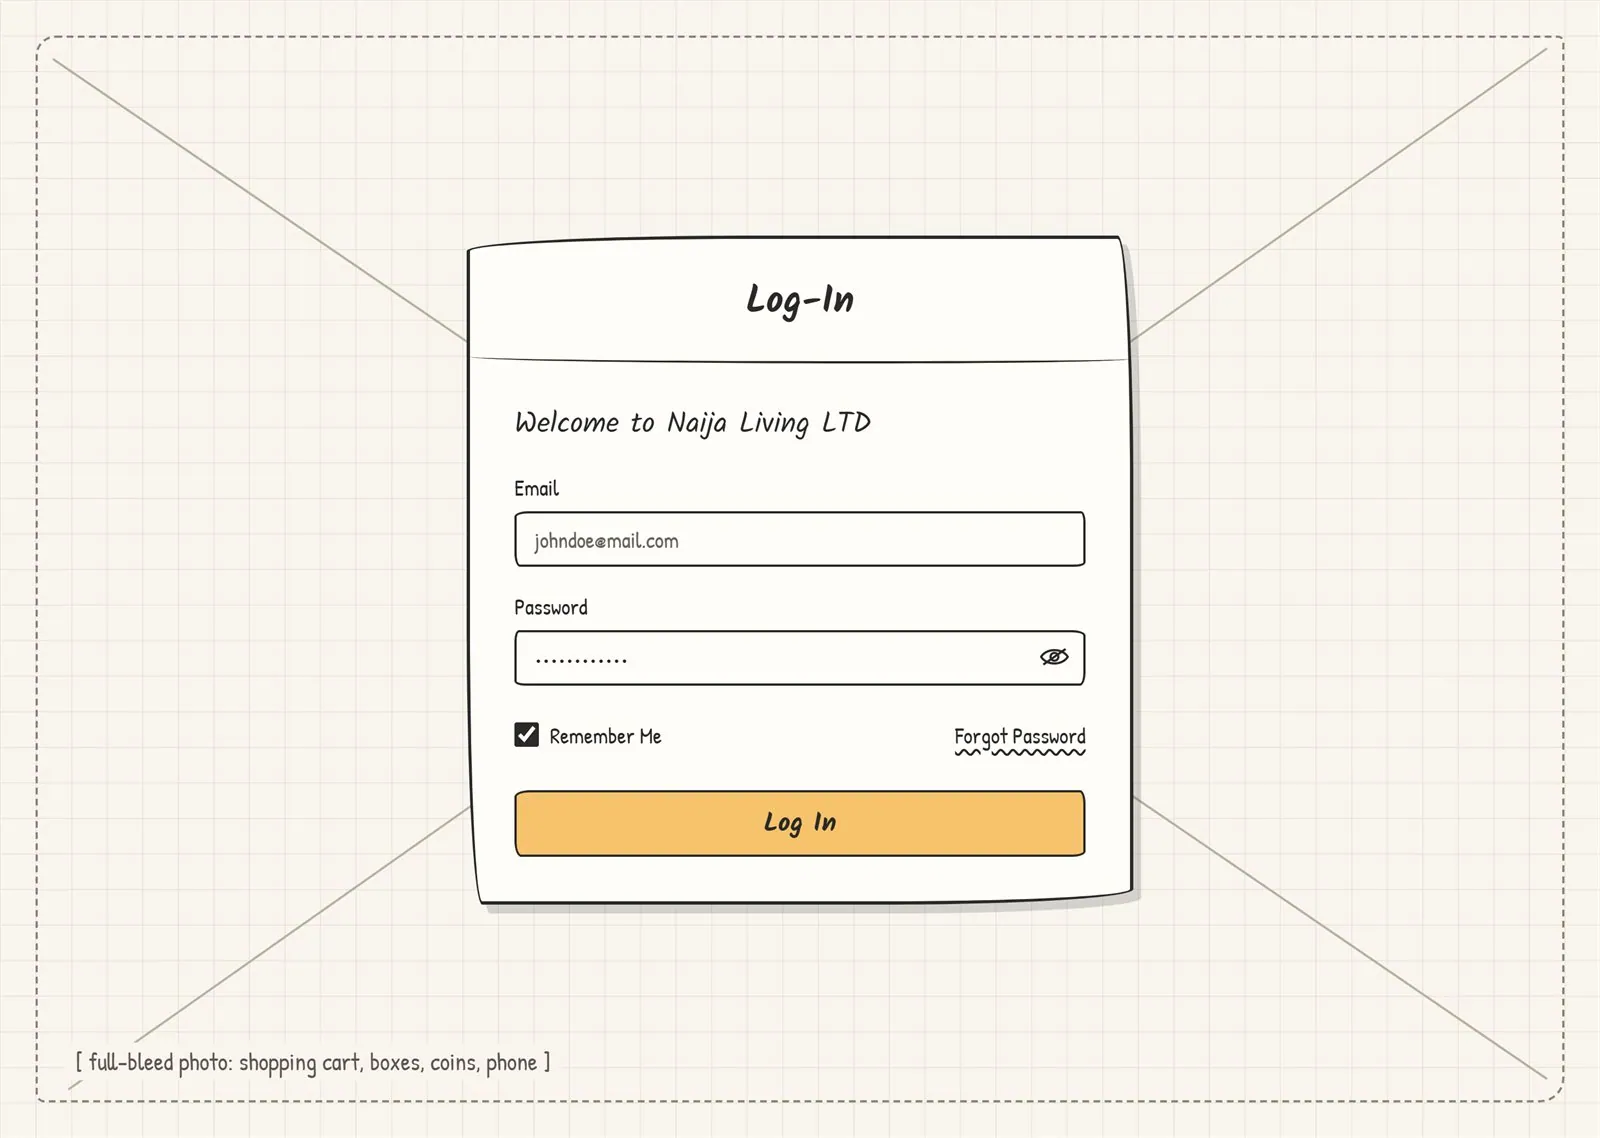 Log-In
Welcome to Naija Living LTD
Email
johndoe@mail.com
Password
............
Remember Me
Forgot Password
Log In
[ full-bleed photo: shopping cart, boxes, coins, phone ]